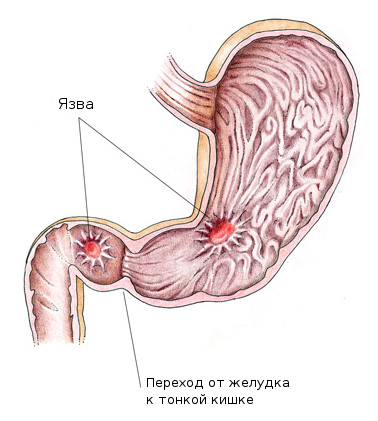 Язва
Переход от желудка
к тонкой кишке